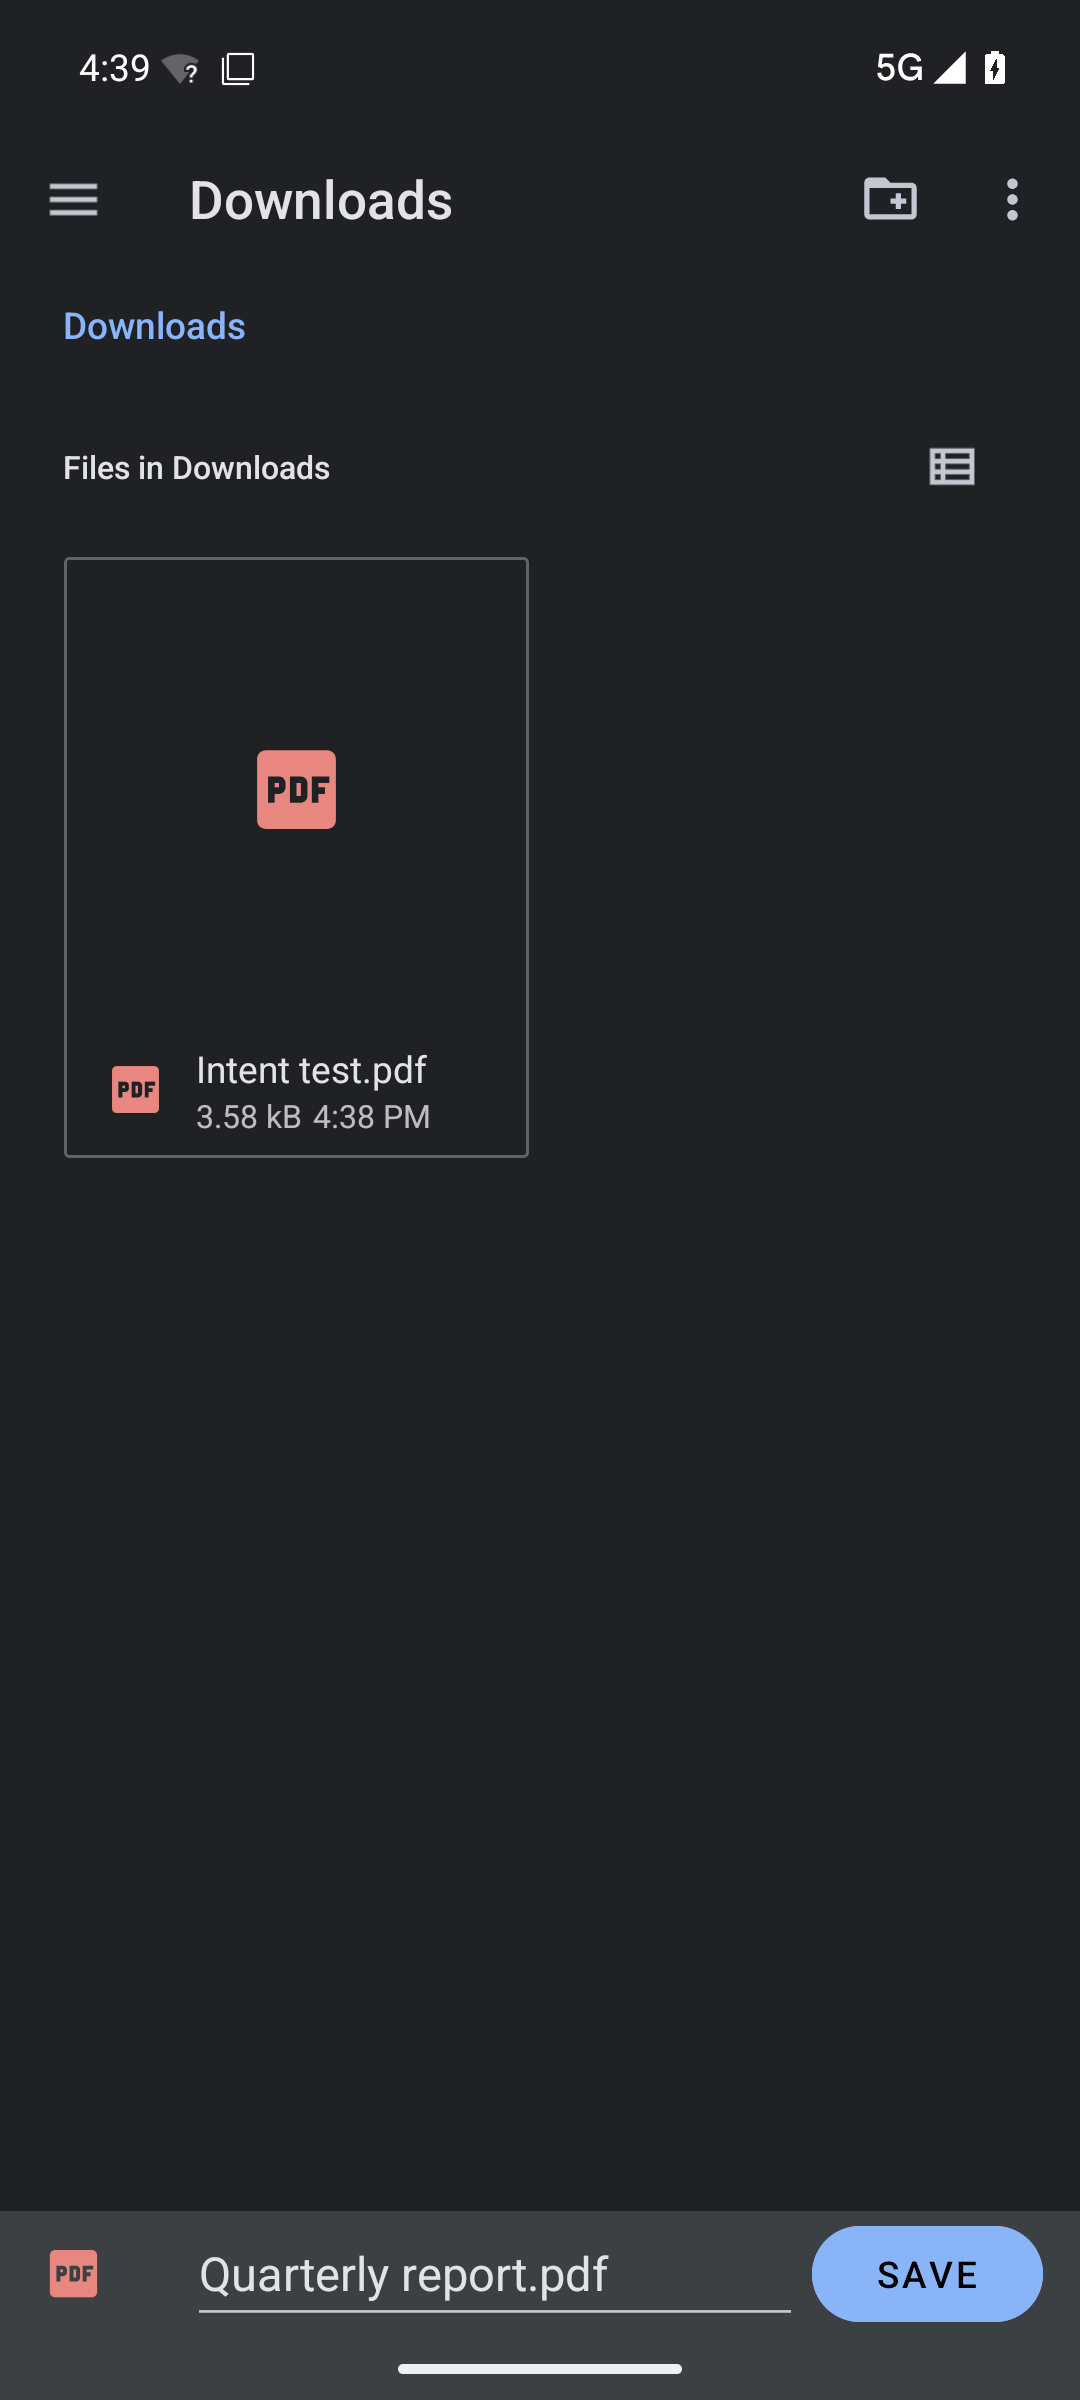 4:39
5G
Downloads
Downloads
Files in Downloads
PDF
PDF
Intent test.pdf
3.58 kB 4:38 PM
PDF
Quarterly report.pdf
SAVE